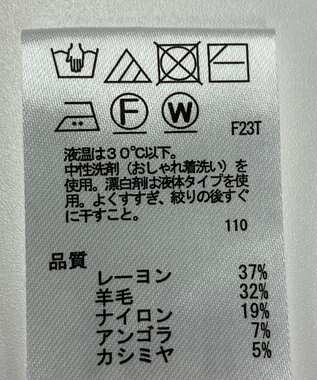 F W
F23T
液温は30℃以下。
中性洗剤（おしゃれ着洗い）を
使用。漂白剤は液体タイプを使
用。よくすすぎ、絞りの後すぐ
に干すこと。
110
品質
レーヨン 37%
羊毛 32%
ナイロン 19%
アンゴラ 7%
カシミヤ 5%